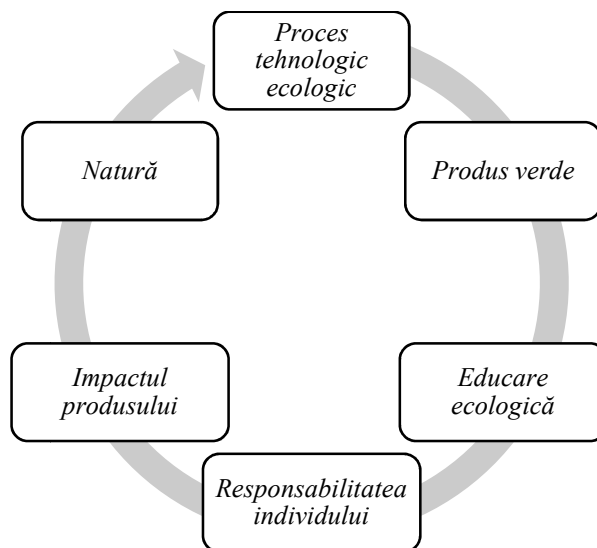 Proces
tehnologic
ecologic
Produs verde
Educare
ecologică
Responsabilitatea
individului
Impactul
produsului
Natură